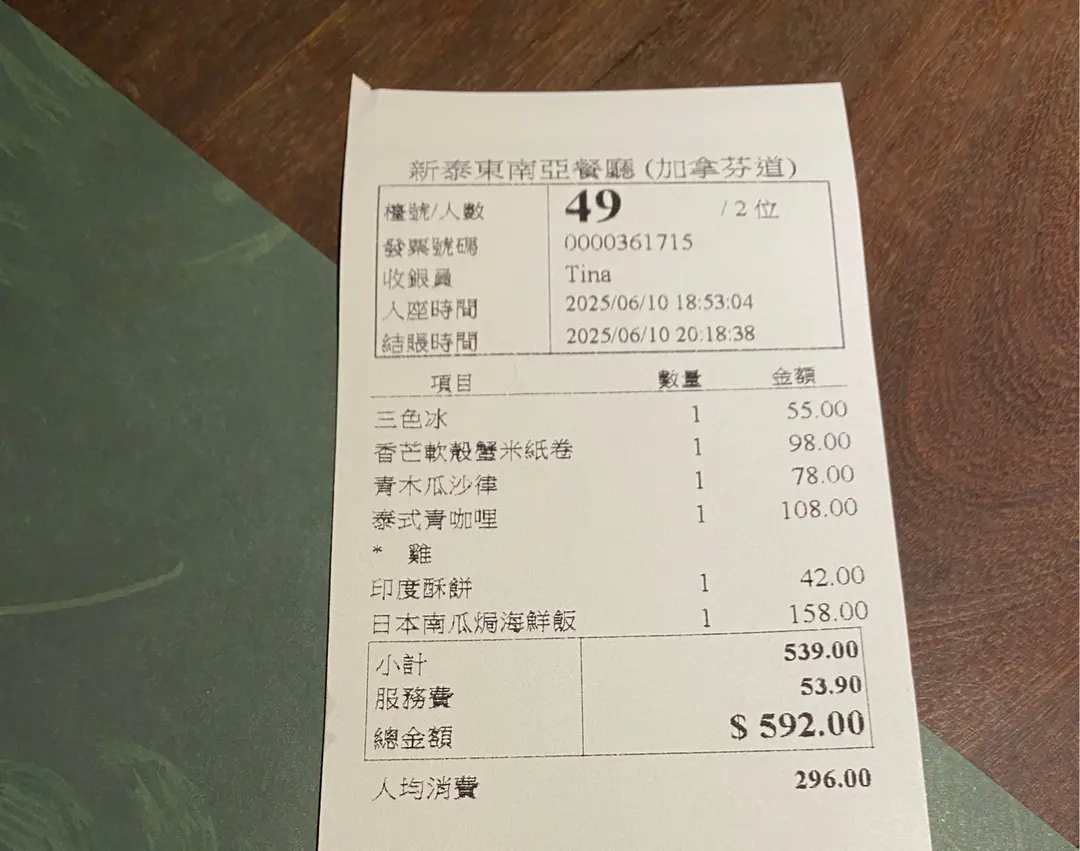 新泰東南亞餐廳 (加拿芬道)
檯號/人數 49 / 2 位
發票號碼 0000361715
收銀員 Tina
入座時間 2025/06/10 18:53:04
結賬時間 2025/06/10 20:18:38
項目 數量 金額
三色冰 1 55.00
香芒軟殼蟹米紙卷 1 98.00
青木瓜沙律 1 78.00
泰式青咖哩 1 108.00
* 雞
印度酥餅 1 42.00
日本南瓜焗海鮮飯 1 158.00
小計 539.00
服務費 53.90
總金額 $ 592.00
人均消費 296.00